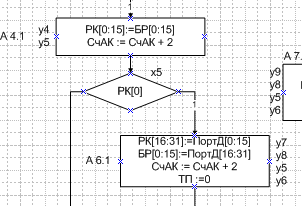 1
y4
y5
А 4.1
РК[0:15]:=БР[0:15]
СчАК := СчАК + 2
x5
РК[0]
1
А 7.
y9
y8
y5
y6
А 6.1
РК[16:31]:=ПортД[0:15]
БР[0:15]:=ПортД[16:31]
СчАК := СчАК + 2
ТП :=0
y7
y8
y5
y6